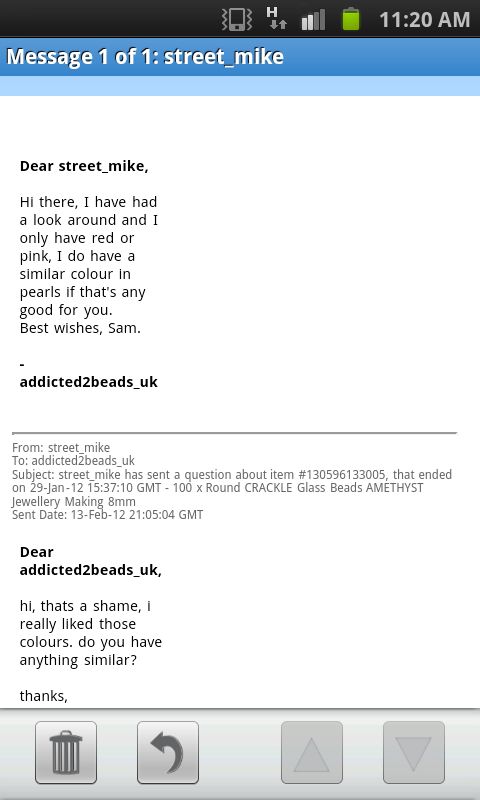 H 11:20 AM
Message 1 of 1: street_mike
Dear street_mike,
Hi there, I have had
a look around and I
only have red or
pink, I do have a
similar colour in
pearls if that's any
good for you.
Best wishes, Sam.
-
addicted2beads_uk
From: street_mike
To: addicted2beads_uk
Subject: street_mike has sent a question about item #130596133005, that ended
on 29-Jan-12 15:37:10 GMT - 100 x Round CRACKLE Glass Beads AMETHYST
Jewellery Making 8mm
Sent Date: 13-Feb-12 21:05:04 GMT
Dear
addicted2beads_uk,
hi, thats a shame, i
really liked those
colours. do you have
anything similar?
thanks,